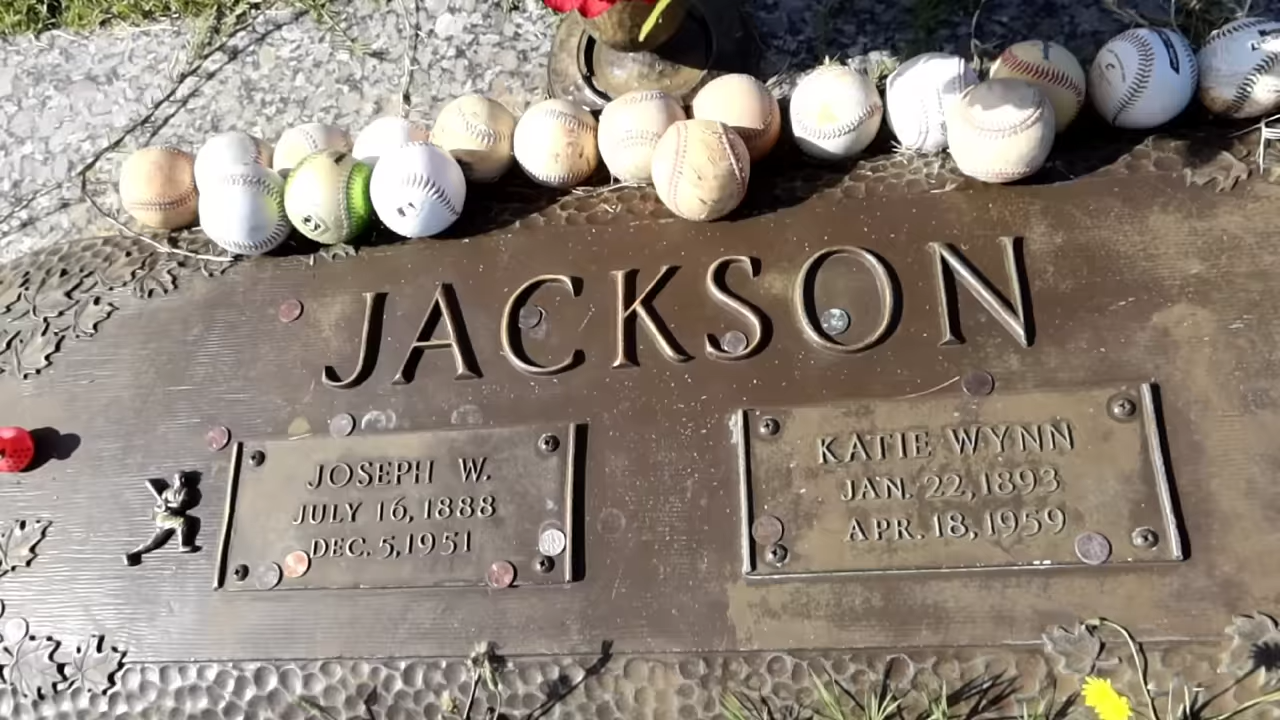 JACKSON
JOSEPH W.
JULY 16, 1888
DEC. 5, 1951
KATIE WYNN
JAN. 22, 1893
APR. 18, 1959